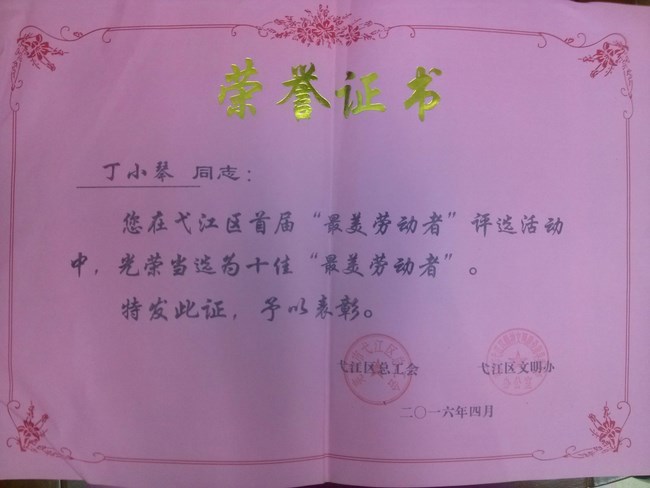 荣誉证书
丁小琴 同志:
您在弋江区首届“最美劳动者”评选活动
中，光荣当选为十佳“最美劳动者”。
特发此证，予以表彰。
弋江区总工会 弋江区文明办
二〇一六年四月